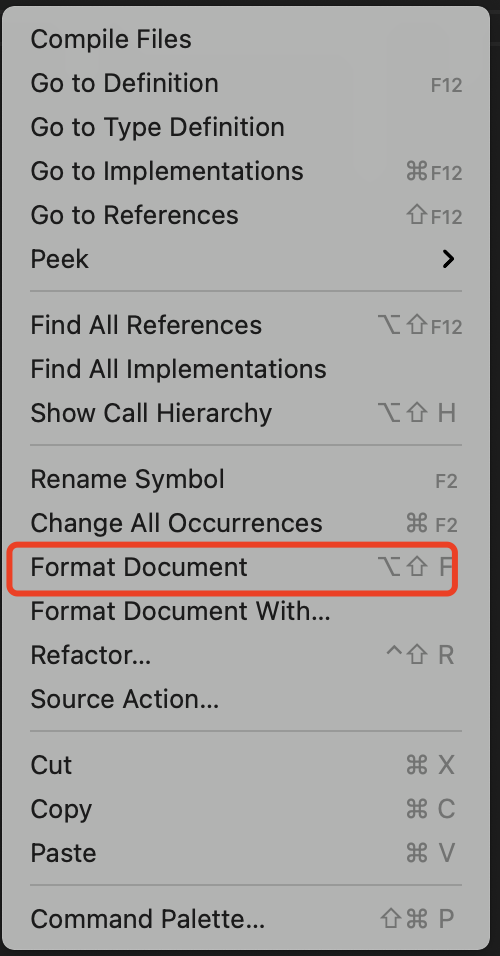 Compile Files
Go to Definition F12
Go to Type Definition
Go to Implementations ⌘F12
Go to References ⇧F12
Peek
Find All References ⌥⇧F12
Find All Implementations
Show Call Hierarchy ⌥⇧ H
Rename Symbol F2
Change All Occurrences ⌘ F2
Format Document ⌥⇧ F
Format Document With...
Refactor... ^⇧ R
Source Action...
Cut ⌘ X
Copy ⌘ C
Paste ⌘ V
Command Palette... ⇧⌘ P